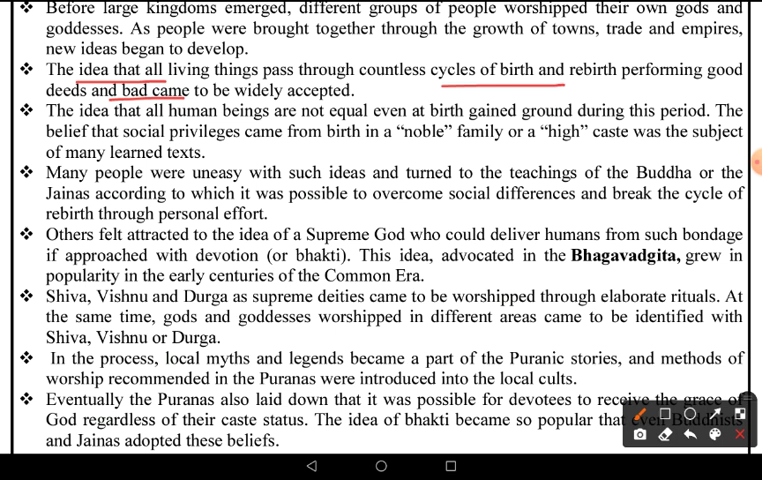 ❖ Before large kingdoms emerged, different groups of people worshipped their own gods and
goddesses. As people were brought together through the growth of towns, trade and empires,
new ideas began to develop.
❖ The idea that all living things pass through countless cycles of birth and rebirth performing good
deeds and bad came to be widely accepted.
❖ The idea that all human beings are not equal even at birth gained ground during this period. The
belief that social privileges came from birth in a “noble” family or a “high” caste was the subject
of many learned texts.
❖ Many people were uneasy with such ideas and turned to the teachings of the Buddha or the
Jainas according to which it was possible to overcome social differences and break the cycle of
rebirth through personal effort.
❖ Others felt attracted to the idea of a Supreme God who could deliver humans from such bondage
if approached with devotion (or bhakti). This idea, advocated in the Bhagavadgita, grew in
popularity in the early centuries of the Common Era.
❖ Shiva, Vishnu and Durga as supreme deities came to be worshipped through elaborate rituals. At
the same time, gods and goddesses worshipped in different areas came to be identified with
Shiva, Vishnu or Durga.
❖ In the process, local myths and legends became a part of the Puranic stories, and methods of
worship recommended in the Puranas were introduced into the local cults.
❖ Eventually the Puranas also laid down that it was possible for devotees to receive the grace of
God regardless of their caste status. The idea of bhakti became so popular that even Buddhists
and Jainas adopted these beliefs.